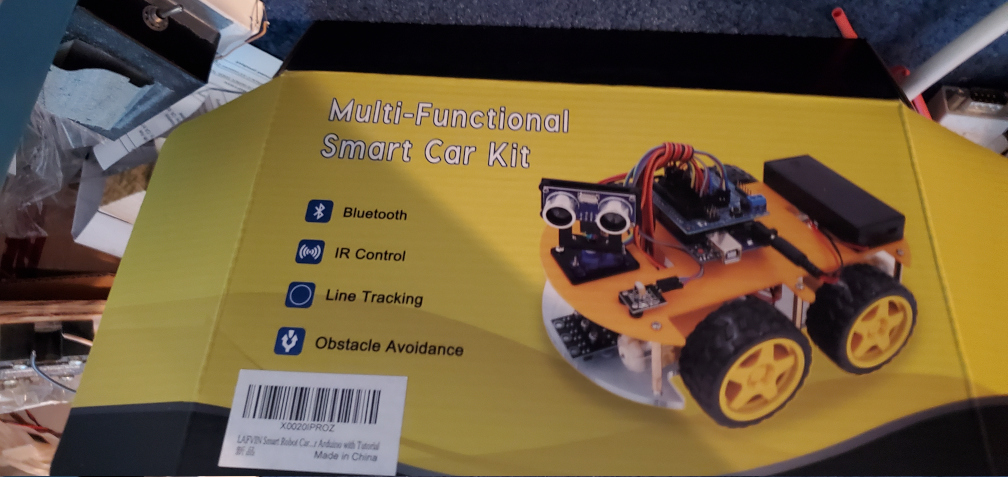 Multi-Functional
Smart Car Kit
Bluetooth
IR Control
Line Tracking
Obstacle Avoidance
X0020IPROZ
LAFVIN Smart Robot Car...r Arduino with Tutorial
新品
Made in China